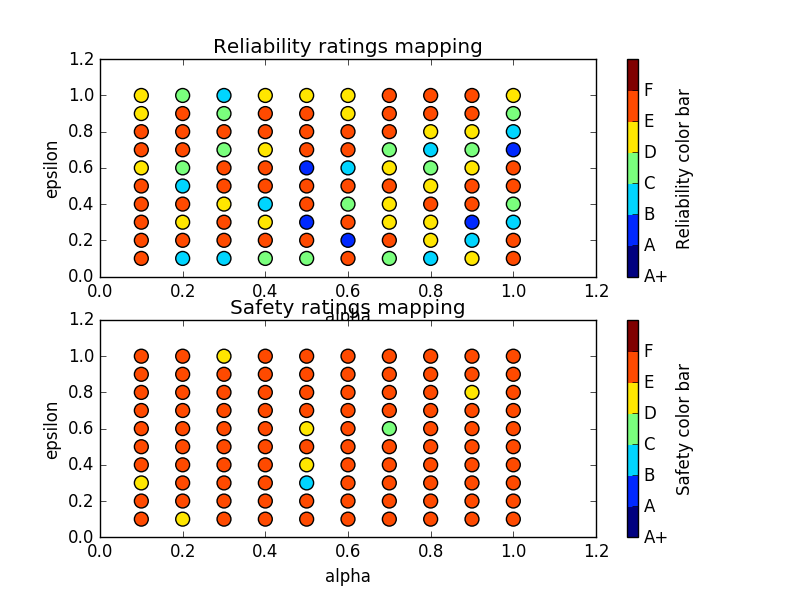 Reliability ratings mapping
1.2
1.0
0.8
0.6
0.4
0.2
0.0
epsilon
0.0 0.2 0.4 0.6 0.8 1.0 1.2
alpha
F
E
D
C
B
A
A+
Reliability color bar
Safety ratings mapping
1.2
1.0
0.8
0.6
0.4
0.2
0.0
epsilon
0.0 0.2 0.4 0.6 0.8 1.0 1.2
alpha
F
E
D
C
B
A
A+
Safety color bar